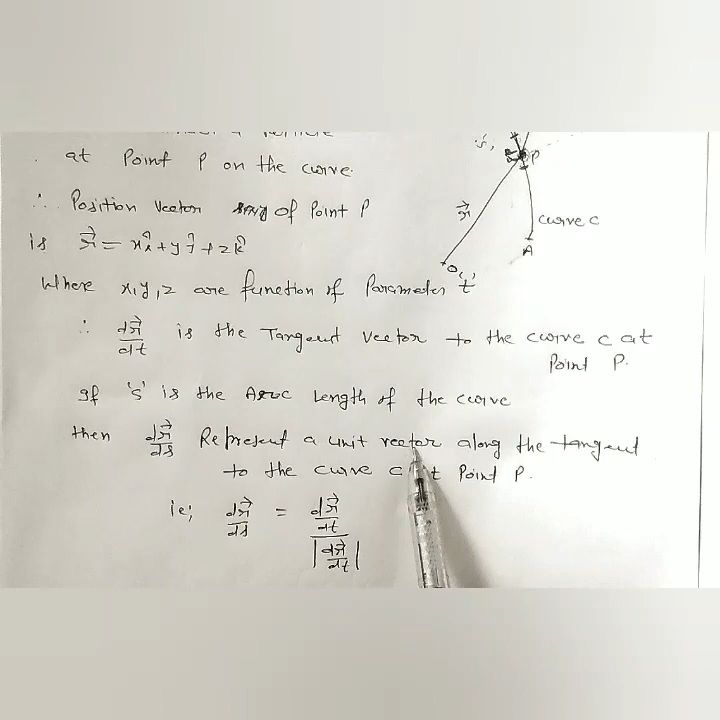 at Point P on the curve.
's'
P
∴ Position Vector of Point P
r⃗
curve c
is r⃗ = xî + yĵ + zk̂
A
O
Where x, y, z are function of Parameter 't'
∴ dr⃗/dt is the Tangent Vector to the curve c at
Point P.
If 's' is the Arc Length of the curve
then dr⃗/ds Represent a unit vector along the tangent
to the curve c at Point P.
ie; dr⃗/ds = (dr⃗/dt) / |dr⃗/dt|